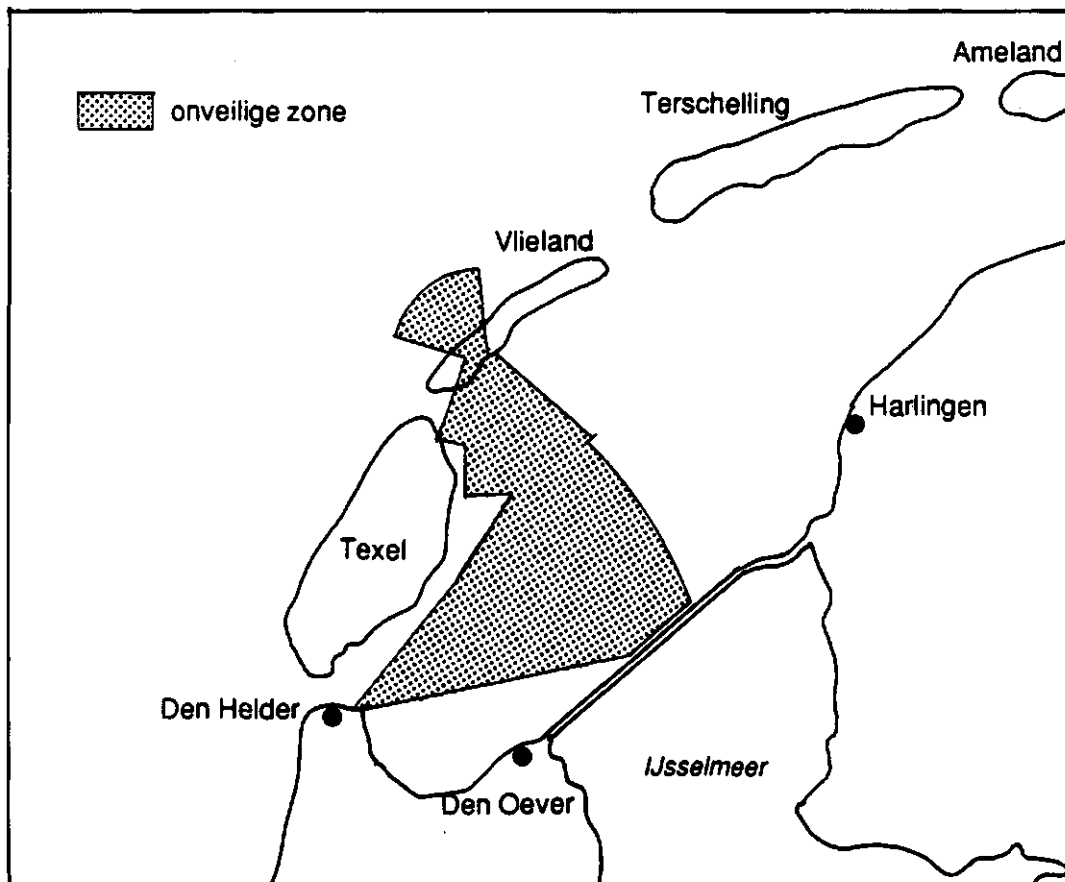 Ameland
Terschelling
onveilige zone
Vlieland
Harlingen
Texel
Den Helder
IJsselmeer
Den Oever